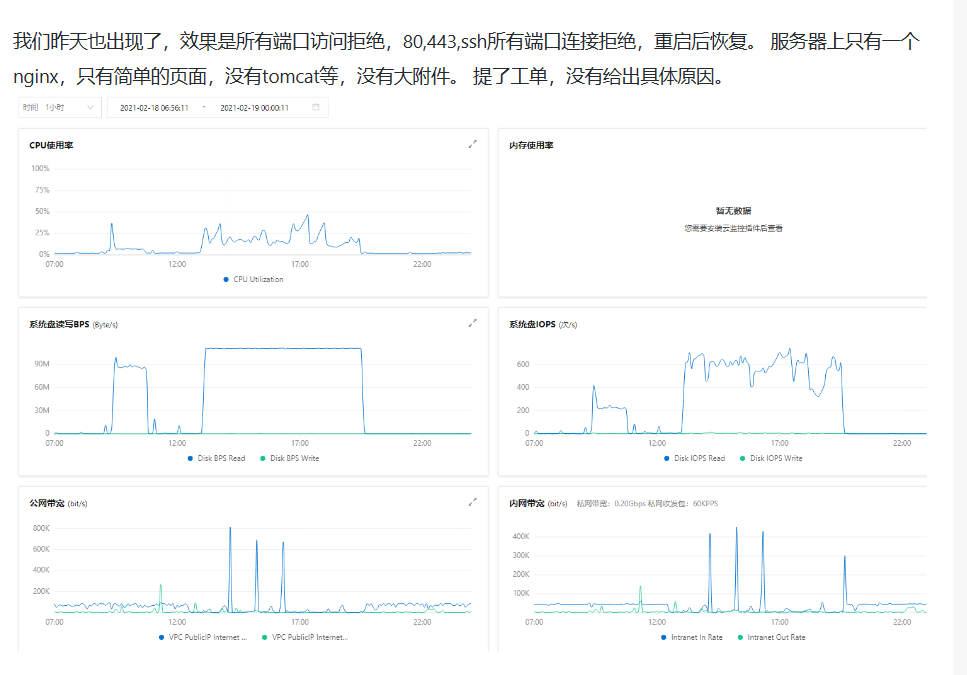 我们昨天也出现了，效果是所有端口访问拒绝，80,443,ssh所有端口连接拒绝，重启后恢复。 服务器上只有一个
nginx，只有简单的页面，没有tomcat等，没有大附件。 提了工单，没有给出具体原因。
时间 1小时 2021-02-18 06:56:11 ~ 2021-02-19 00:00:11
CPU使用率
100%
75%
50%
25%
0%
07:00 12:00 17:00 22:00
CPU Utilization
内存使用率
暂无数据
您需要安装云监控插件后查看
系统盘读写BPS (Byte/s)
90M
60M
30M
0
07:00 12:00 17:00 22:00
Disk BPS Read Disk BPS Write
系统盘IOPS (次/s)
600
400
200
0
07:00 12:00 17:00 22:00
Disk IOPS Read Disk IOPS Write
公网带宽 (bit/s)
800K
600K
400K
200K
07:00 12:00 17:00 22:00
VPC PublicIP Internet ... VPC PublicIP Internet...
内网带宽 (bit/s) 私网带宽：0.20Gbps 私网收发包：60KPPS
400K
300K
200K
100K
07:00 12:00 17:00 22:00
Intranet In Rate Intranet Out Rate